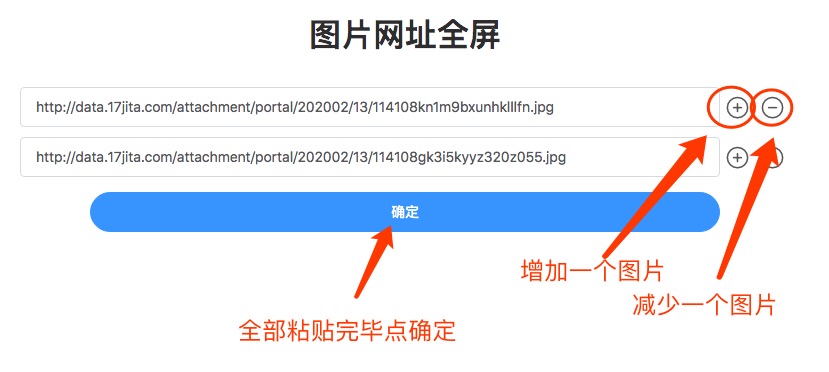 图片网址全屏
http://data.17jita.com/attachment/portal/202002/13/114108kn1m9bxunhklllfn.jpg
http://data.17jita.com/attachment/portal/202002/13/114108gk3i5kyyz320z055.jpg
确定
增加一个图片
减少一个图片
全部粘贴完毕点确定